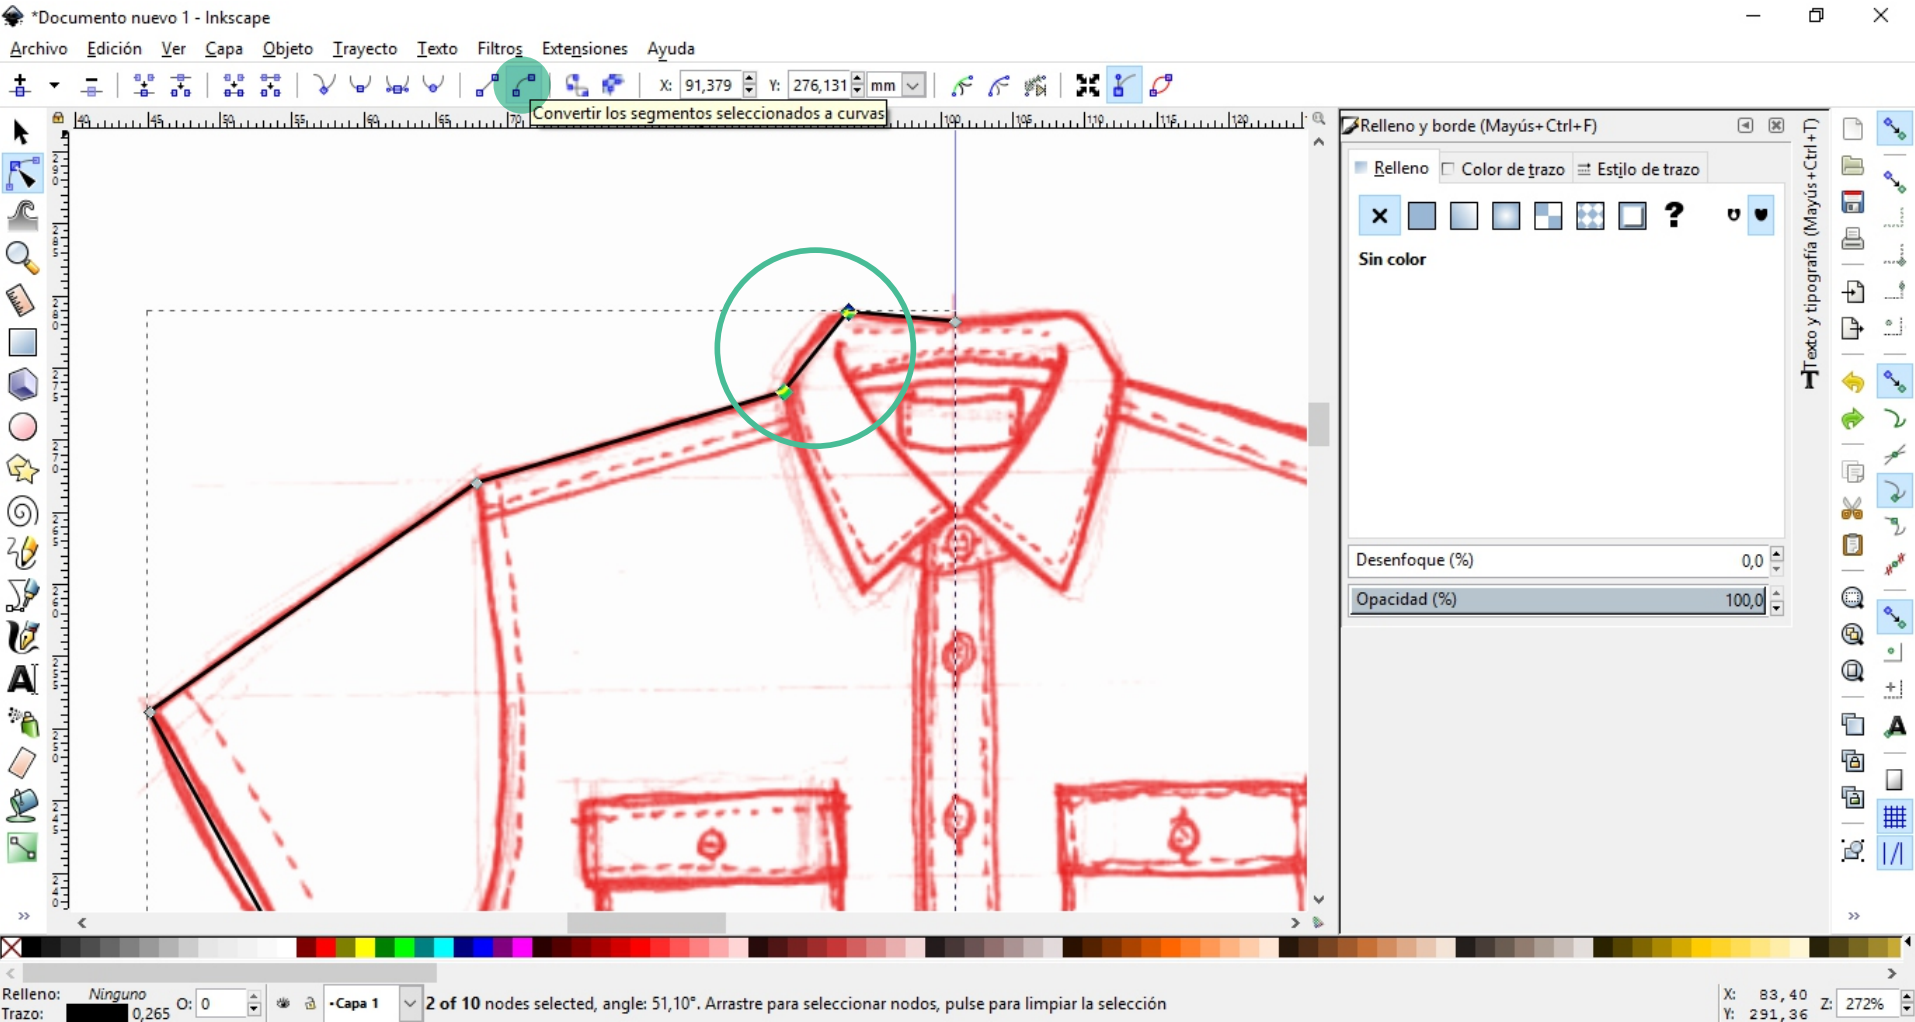 *Documento nuevo 1 - Inkscape
Archivo Edición Ver Capa Objeto Trayecto Texto Filtros Extensiones Ayuda
X: 91,379 Y: 276,131 mm
Convertir los segmentos seleccionados a curvas
Relleno y borde (Mayús+Ctrl+F)
Relleno Color de trazo Estilo de trazo
Sin color
Desenfoque (%) 0,0
Opacidad (%) 100,0
Texto y tipografía (Mayús+Ctrl+T)
Relleno: Ninguno
Trazo: 0,265
O: 0
•Capa 1
2 of 10 nodes selected, angle: 51,10°. Arrastre para seleccionar nodos, pulse para limpiar la selección
X: 83,40
Y: 291,36
Z: 272%